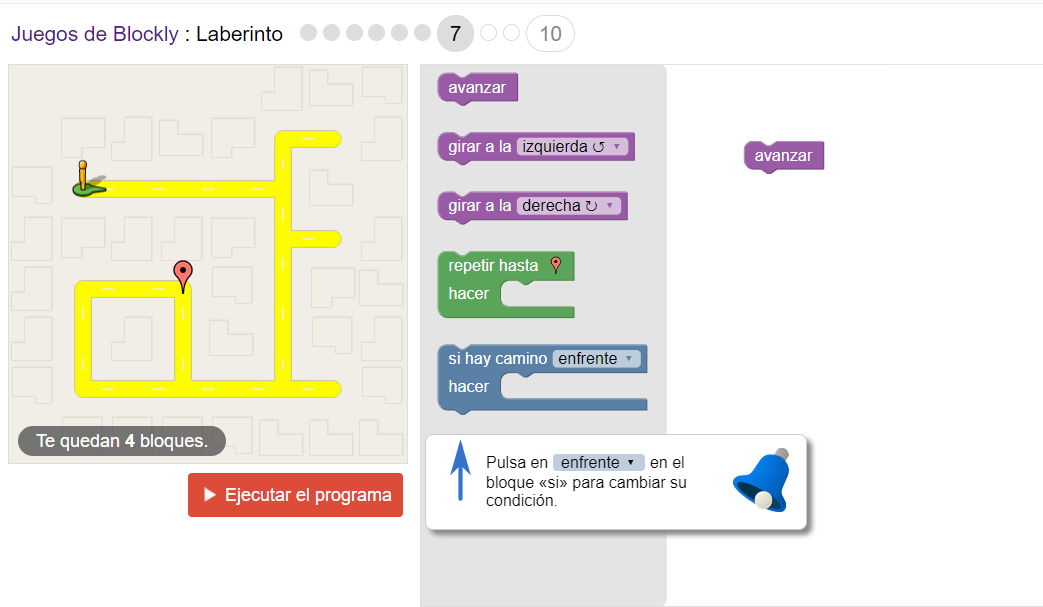 Juegos de Blockly : Laberinto 7 10
avanzar
girar a la izquierda ↺ ▼
girar a la derecha ↻ ▼
repetir hasta
hacer
si hay camino enfrente ▼
hacer
avanzar
Te quedan 4 bloques.
Ejecutar el programa
Pulsa en enfrente ▼ en el
bloque «si» para cambiar su
condición.